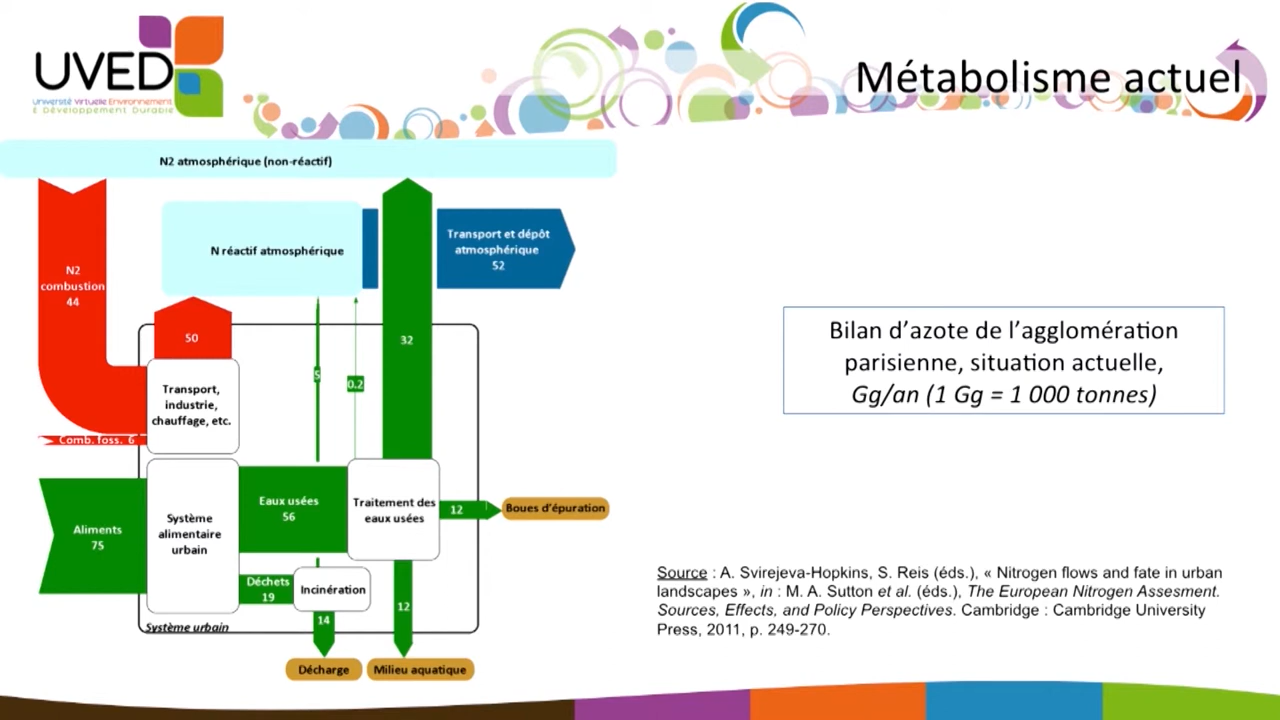 UVED
Université Virtuelle Environnement
& Développement Durable
Métabolisme actuel
N2 atmosphérique (non-réactif)
N réactif atmosphérique
Transport et dépôt
atmosphérique
52
N2
combustion
44
50
32
5
0.2
Transport,
industrie,
chauffage, etc.
Comb. foss. 6
Aliments
75
Système
alimentaire
urbain
Eaux usées
56
Traitement des
eaux usées
12
Boues d'épuration
Déchets
19
Incinération
14
12
Système urbain
Décharge
Milieu aquatique
Bilan d'azote de l'agglomération
parisienne, situation actuelle,
Gg/an (1 Gg = 1 000 tonnes)
Source : A. Svirejeva-Hopkins, S. Reis (éds.), « Nitrogen flows and fate in urban
landscapes », in : M. A. Sutton et al. (éds.), The European Nitrogen Assesment.
Sources, Effects, and Policy Perspectives. Cambridge : Cambridge University
Press, 2011, p. 249-270.